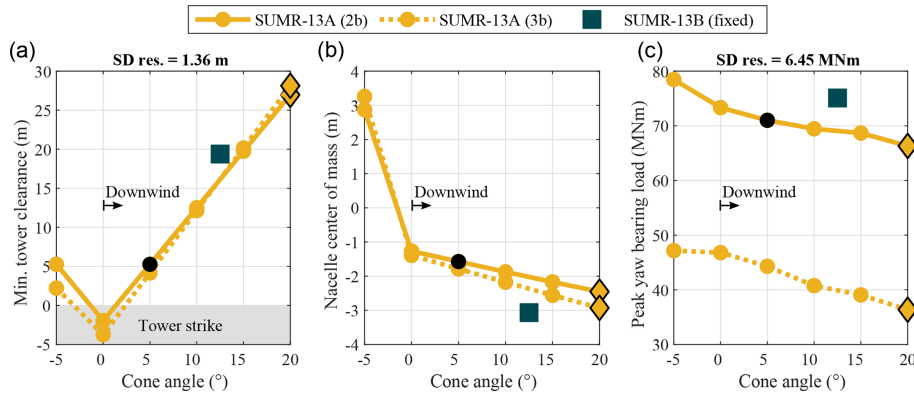 SUMR-13A (2b) SUMR-13A (3b) SUMR-13B (fixed)
(a) SD res. = 1.36 m
Min. tower clearance (m)
30
25
20
15
10
5
0
-5
Downwind
Tower strike
-5 0 5 10 15 20
Cone angle (°)
(b)
Nacelle center of mass (m)
4
3
2
1
0
-1
-2
-3
-4
Downwind
-5 0 5 10 15 20
Cone angle (°)
(c) SD res. = 6.45 MNm
Peak yaw bearing load (MNm)
80
70
60
50
40
30
Downwind
-5 0 5 10 15 20
Cone angle (°)